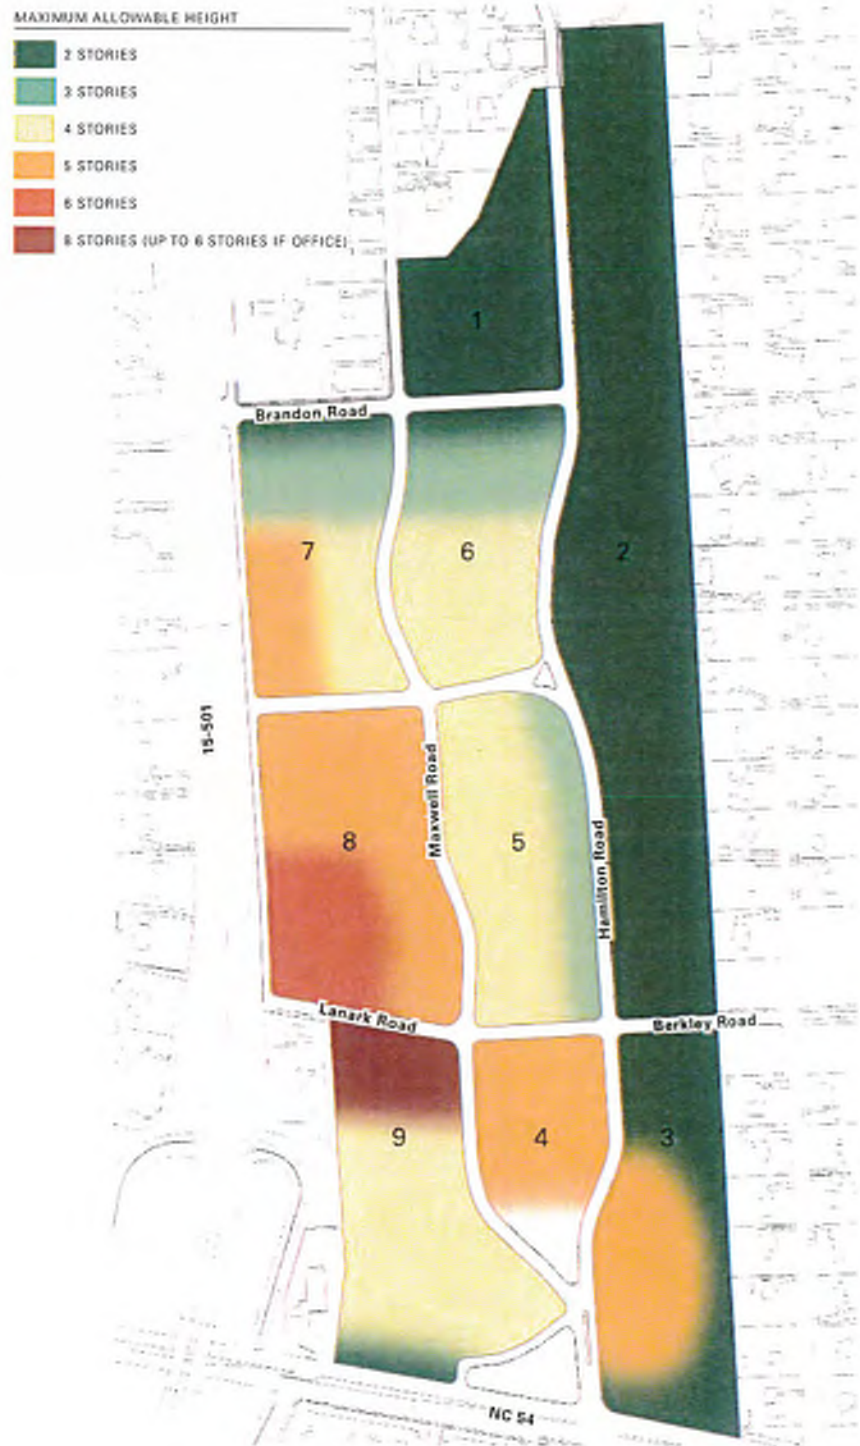 MAXIMUM ALLOWABLE HEIGHT
2 STORIES
3 STORIES
4 STORIES
5 STORIES
6 STORIES
8 STORIES (UP TO 6 STORIES IF OFFICE)
1
Brandon Road
7
6
2
15-501
Maxwell Road
8
5
Hamilton Road
Lanark Road
Berkley Road
9
4
3
NC 54